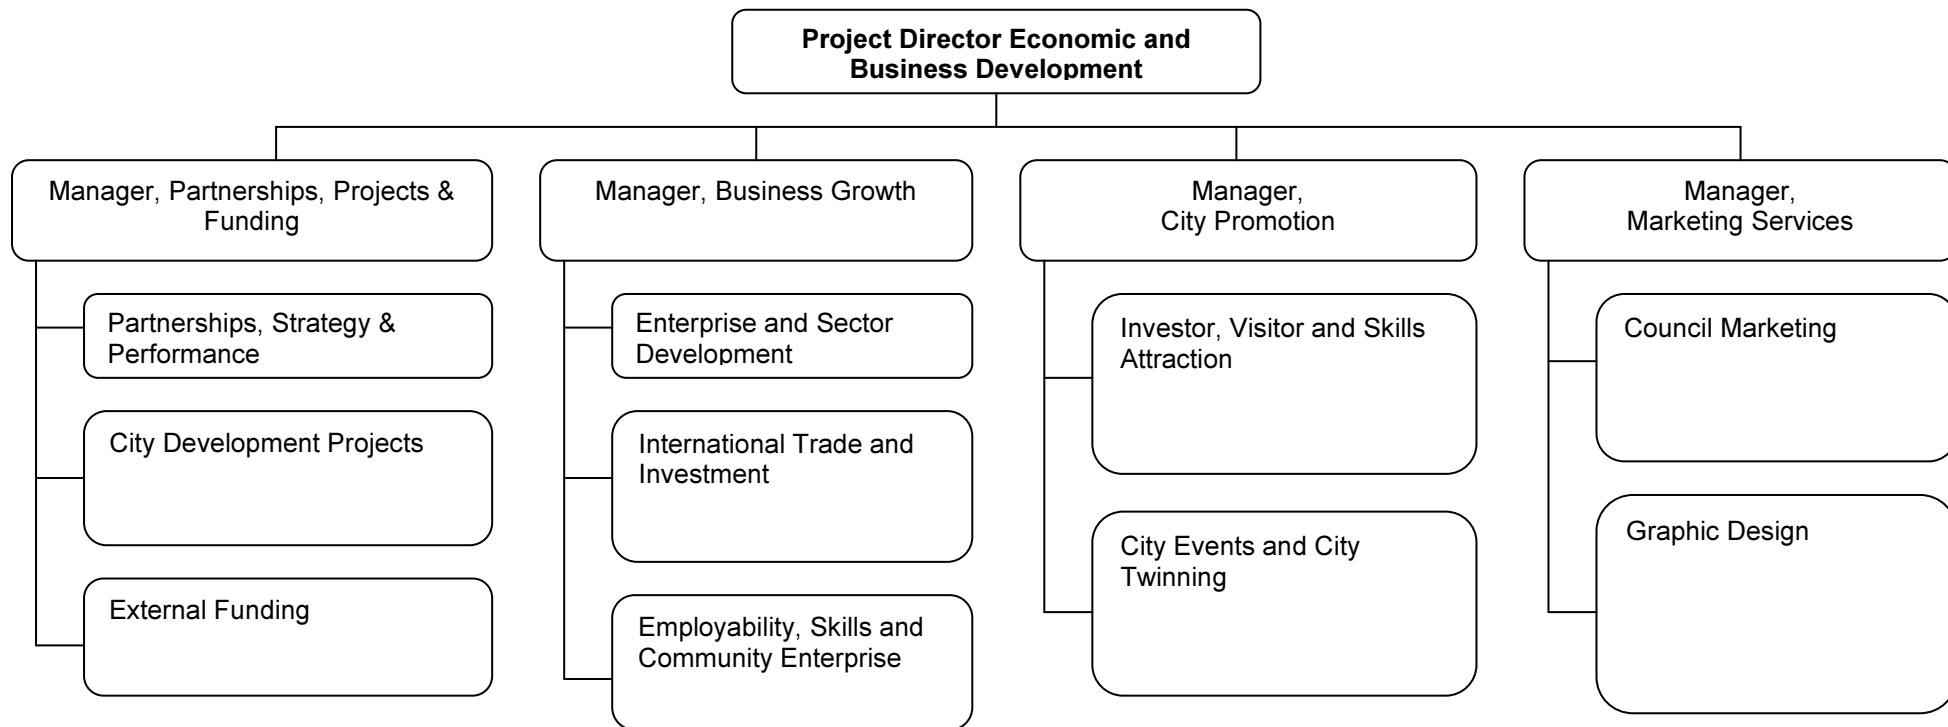 Project Director Economic and
Business Development
Manager, Partnerships, Projects &
Funding
Manager, Business Growth
Manager,
City Promotion
Manager,
Marketing Services
Partnerships, Strategy &
Performance
City Development Projects
External Funding
Enterprise and Sector
Development
International Trade and
Investment
Employability, Skills and
Community Enterprise
Investor, Visitor and Skills
Attraction
City Events and City
Twinning
Council Marketing
Graphic Design